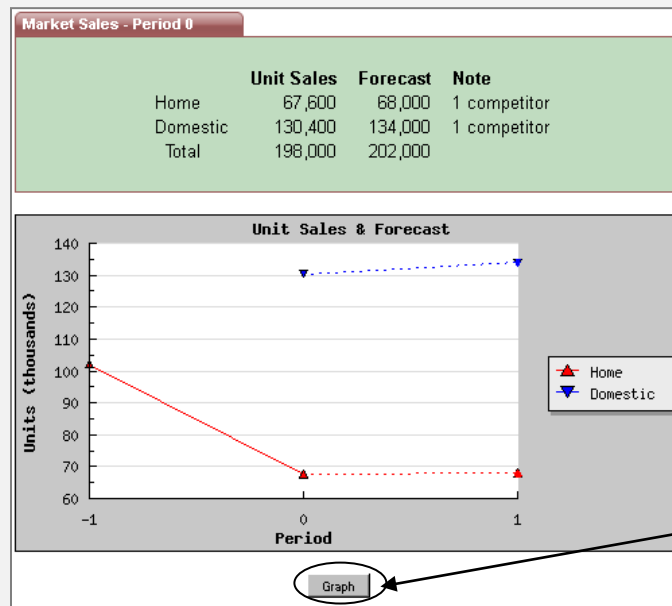 Market Sales - Period 0
Unit Sales Forecast Note
Home 67,600 68,000 1 competitor
Domestic 130,400 134,000 1 competitor
Total 198,000 202,000
Unit Sales & Forecast
140
130
120
110
100
90
80
70
60
Units (thousands)
-1 0 1
Period
Home
Domestic
Graph